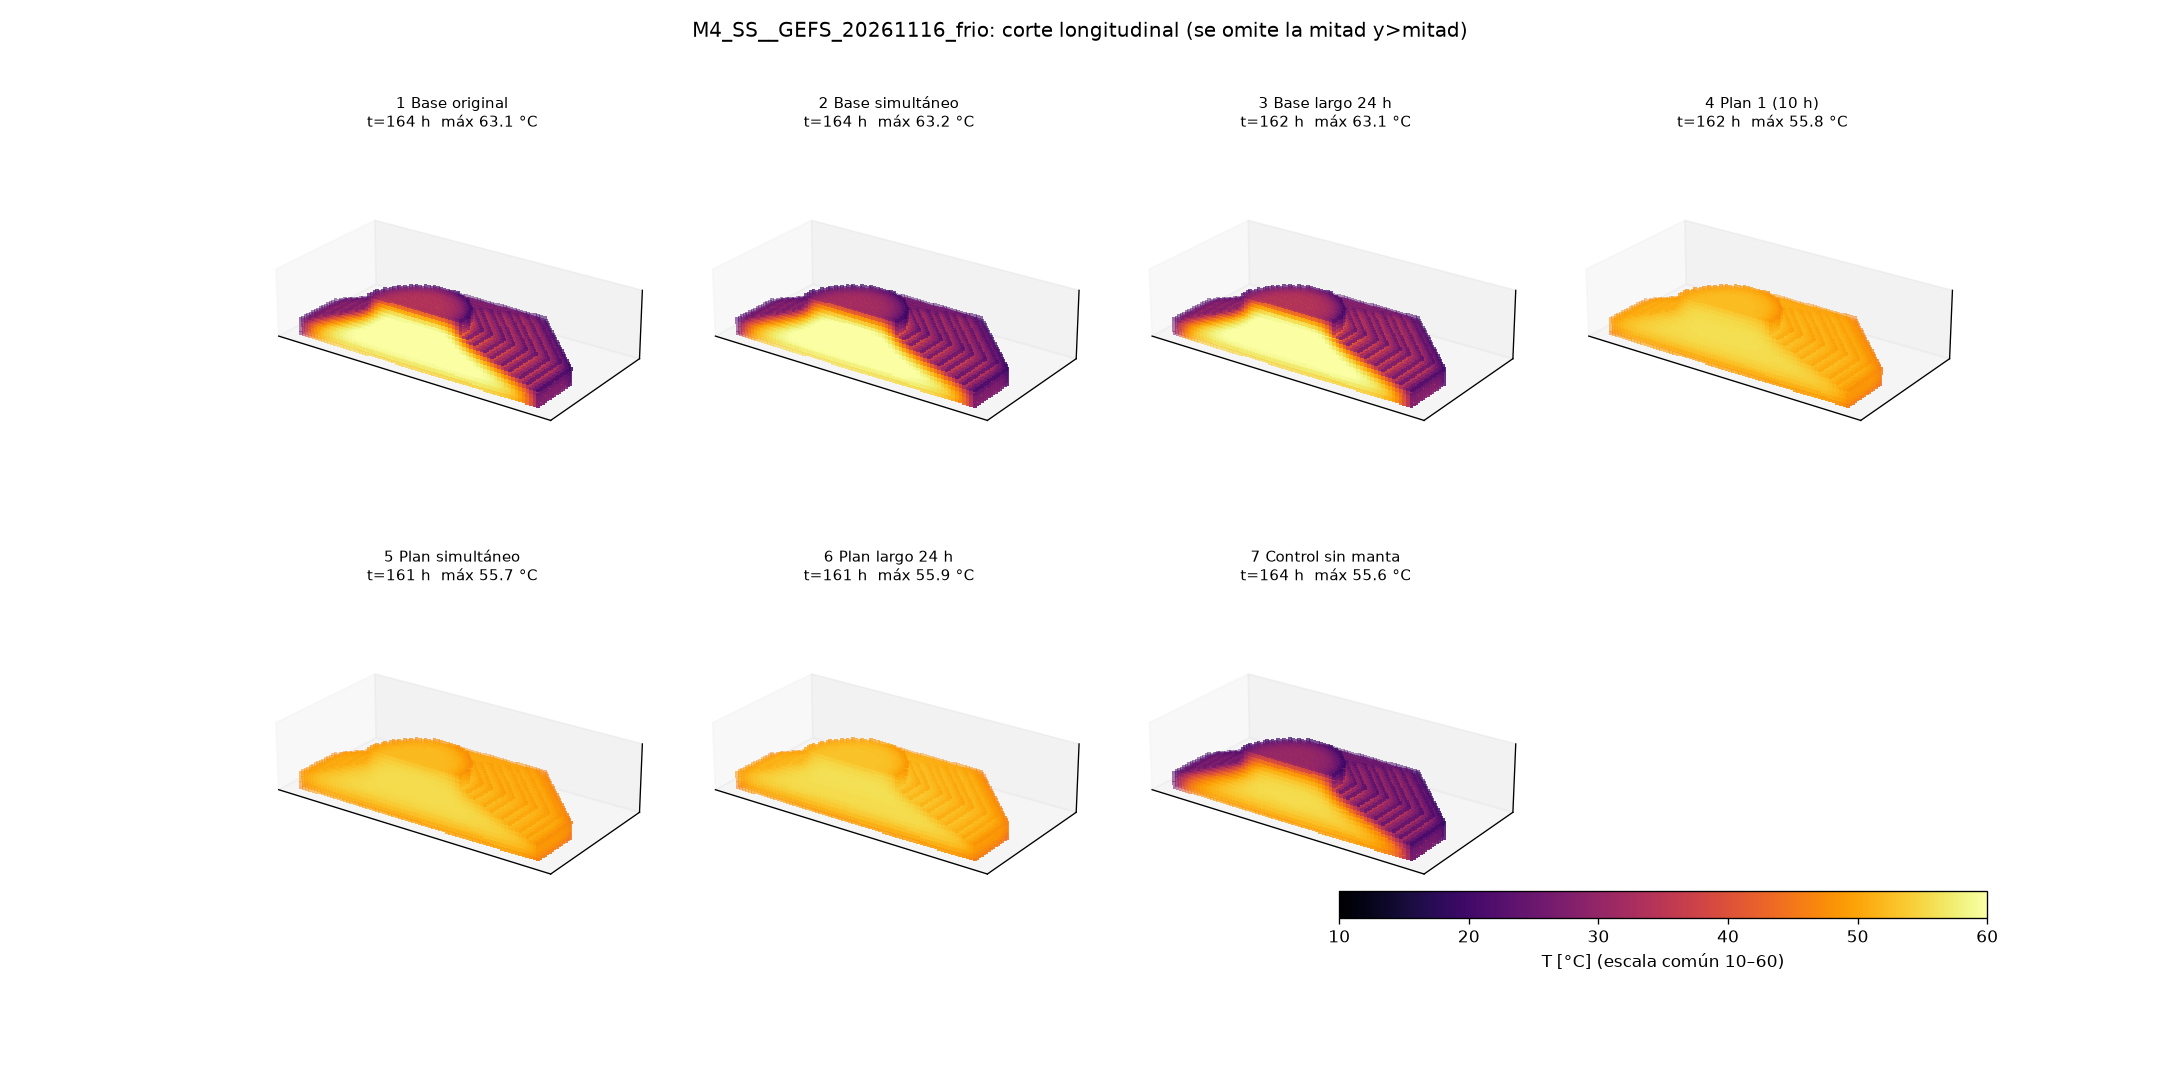 M4_SS__GEFS_20261116_frio: corte longitudinal (se omite la mitad y>mitad)
1 Base original
t=164 h  máx 63.1 °C
2 Base simultáneo
t=164 h  máx 63.2 °C
3 Base largo 24 h
t=162 h  máx 63.1 °C
4 Plan 1 (10 h)
t=162 h  máx 55.8 °C
5 Plan simultáneo
t=161 h  máx 55.7 °C
6 Plan largo 24 h
t=161 h  máx 55.9 °C
7 Control sin manta
t=164 h  máx 55.6 °C
10 20 30 40 50 60
T [°C] (escala común 10–60)